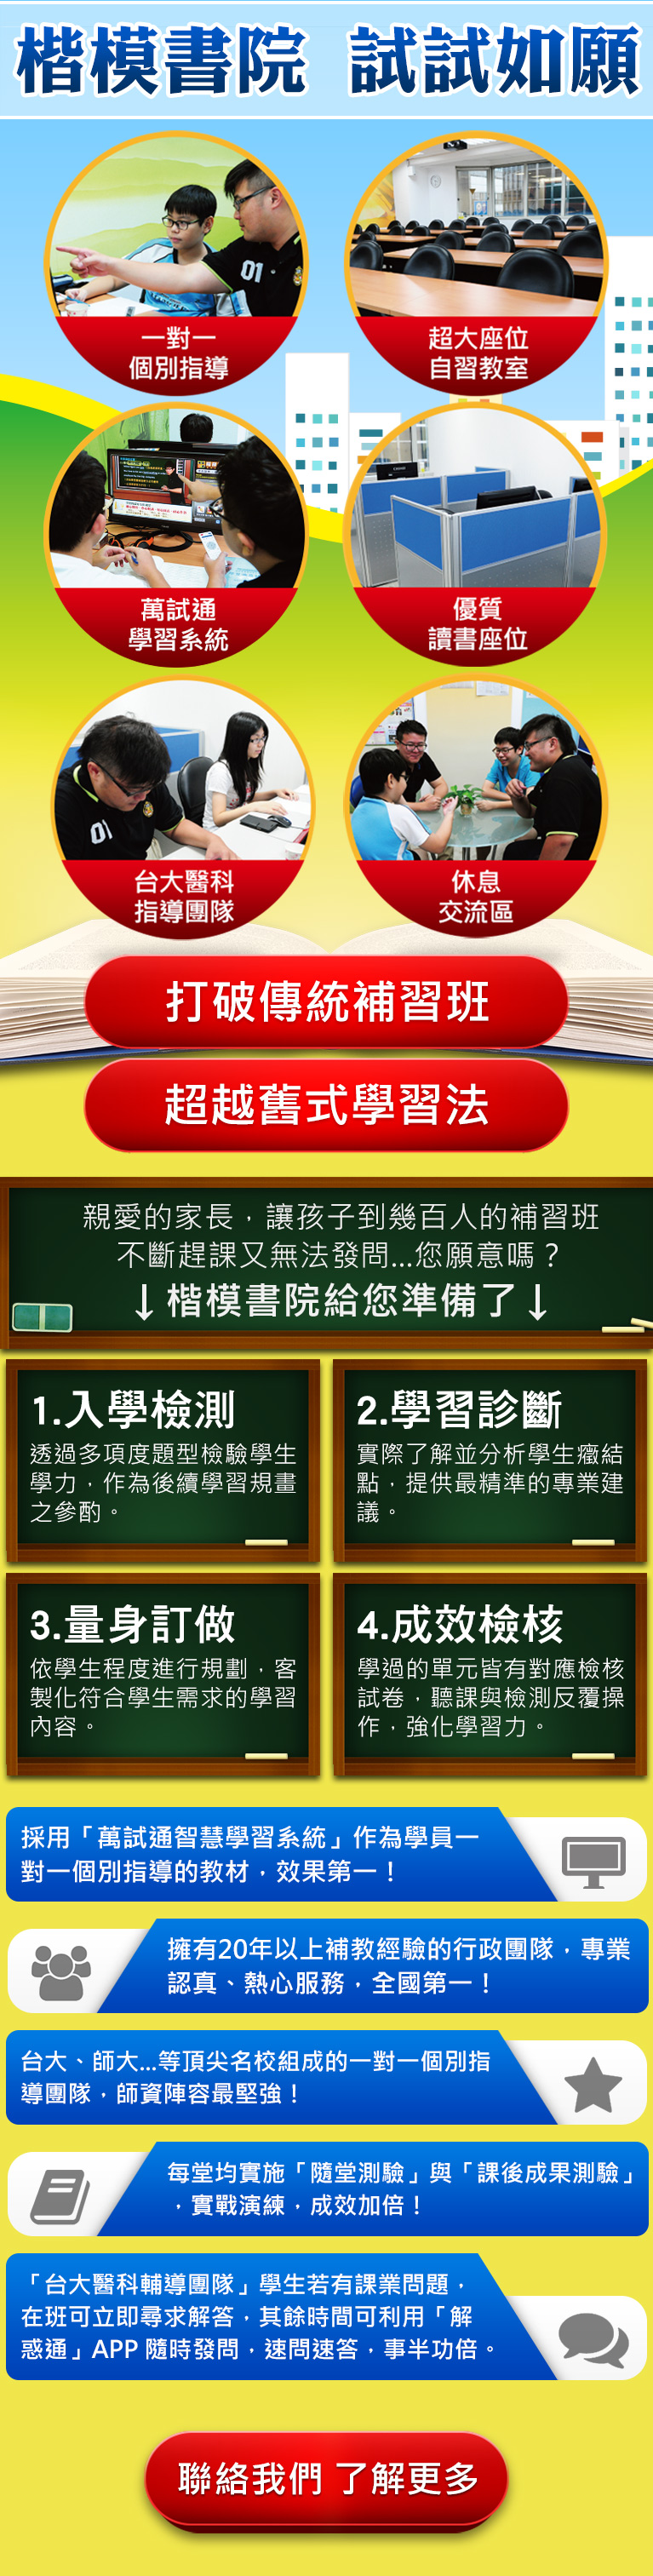 楷模書院 試試如願
一對一
個別指導
超大座位
自習教室
萬試通
學習系統
優質
讀書座位
台大醫科
指導團隊
休息
交流區
打破傳統補習班
超越舊式學習法
親愛的家長，讓孩子到幾百人的補習班
不斷趕課又無法發問...您願意嗎？
↓楷模書院給您準備了↓
1.入學檢測
透過多項度題型檢驗學生
學力，作為後續學習規畫
之參酌。
2.學習診斷
實際了解並分析學生癥結
點，提供最精準的專業建
議。
3.量身訂做
依學生程度進行規劃，客
製化符合學生需求的學習
內容。
4.成效檢核
學過的單元皆有對應檢核
試卷，聽課與檢測反覆操
作，強化學習力。
採用「萬試通智慧學習系統」作為學員一
對一個別指導的教材，效果第一！
擁有20年以上補教經驗的行政團隊，專業
認真、熱心服務，全國第一！
台大、師大...等頂尖名校組成的一對一個別指
導團隊，師資陣容最堅強！
每堂均實施「隨堂測驗」與「課後成果測驗」
，實戰演練，成效加倍！
「台大醫科輔導團隊」學生若有課業問題，
在班可立即尋求解答，其餘時間可利用「解
惑通」APP 隨時發問，速問速答，事半功倍。
聯絡我們 了解更多